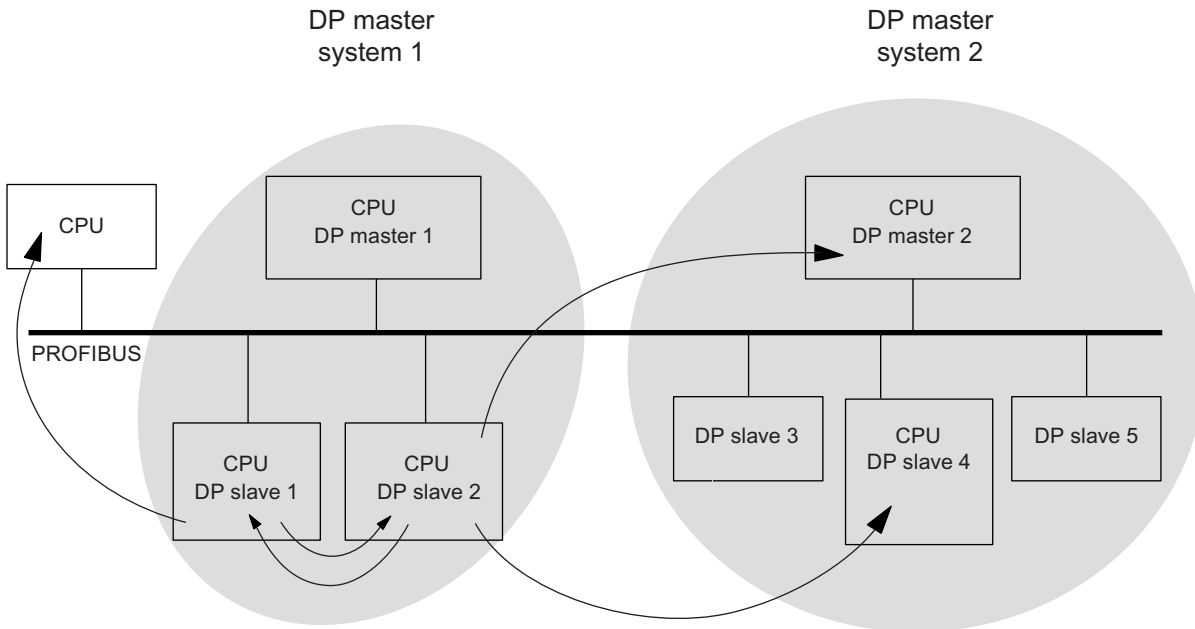 DP master
system 1
DP master
system 2
CPU
CPU
DP master 1
CPU
DP master 2
PROFIBUS
CPU
DP slave 1
CPU
DP slave 2
DP slave 3
CPU
DP slave 4
DP slave 5